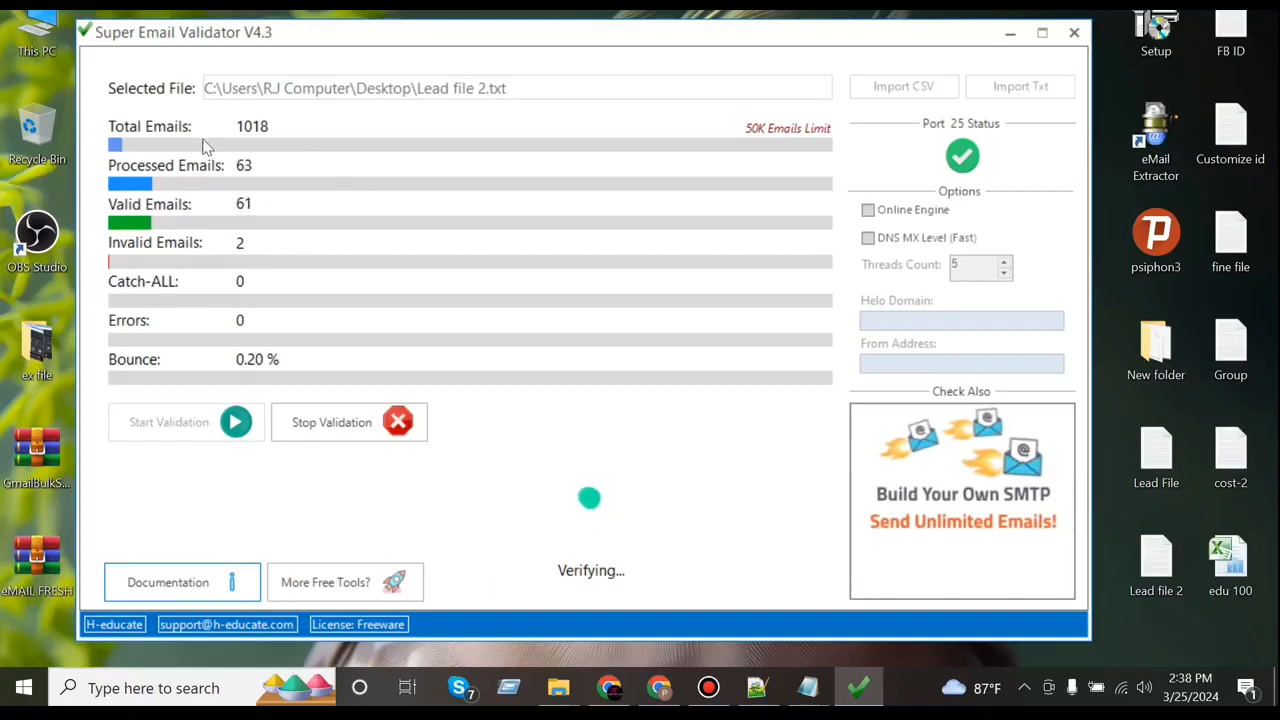 This PC
Recycle Bin
OBS Studio
ex file
GmailBulkS...
eMAIL FRESH
Super Email Validator V4.3
Selected File: C:\Users\RJ Computer\Desktop\Lead file 2.txt
Total Emails: 1018
50K Emails Limit
Processed Emails: 63
Valid Emails: 61
Invalid Emails: 2
Catch-ALL: 0
Errors: 0
Bounce: 0.20 %
Start Validation
Stop Validation
Verifying...
Documentation
More Free Tools?
H-educate
support@h-educate.com
License: Freeware
Import CSV
Import Txt
Port 25 Status
Options
Online Engine
DNS MX Level (Fast)
Threads Count: 5
Helo Domain:
From Address:
Check Also
Build Your Own SMTP
Send Unlimited Emails!
Setup
FB ID
eMail
Extractor
Customize id
psiphon3
fine file
New folder
Group
Lead File
cost-2
Lead file 2
edu 100
Type here to search
7
87°F
2:38 PM
3/25/2024
1